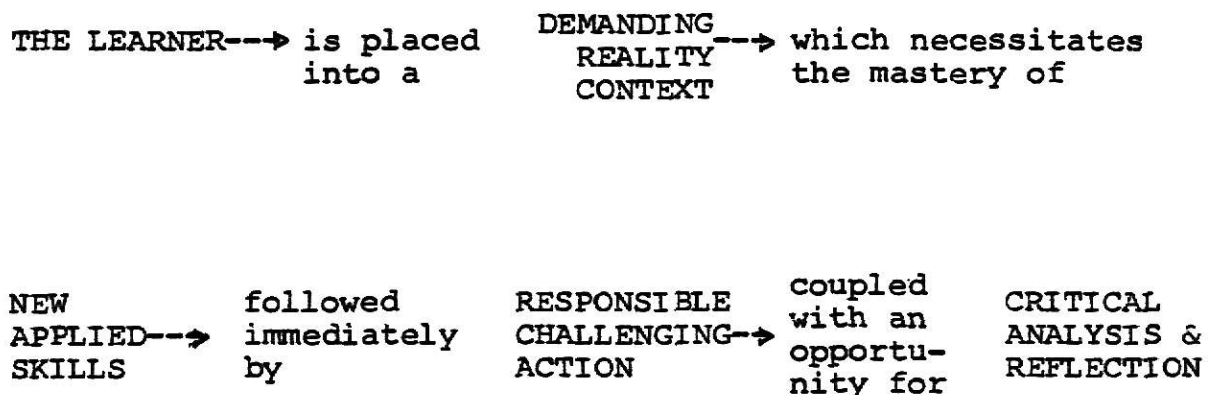 THE LEARNER---→ is placed
into a
DEMANDING
REALITY
CONTEXT
---→ which necessitates
the mastery of
NEW
APPLIED--→
SKILLS
followed
immediately
by
RESPONSIBLE
CHALLENGING-→
ACTION
coupled
with an
opportu-
nity for
CRITICAL
ANALYSIS &
REFLECTION